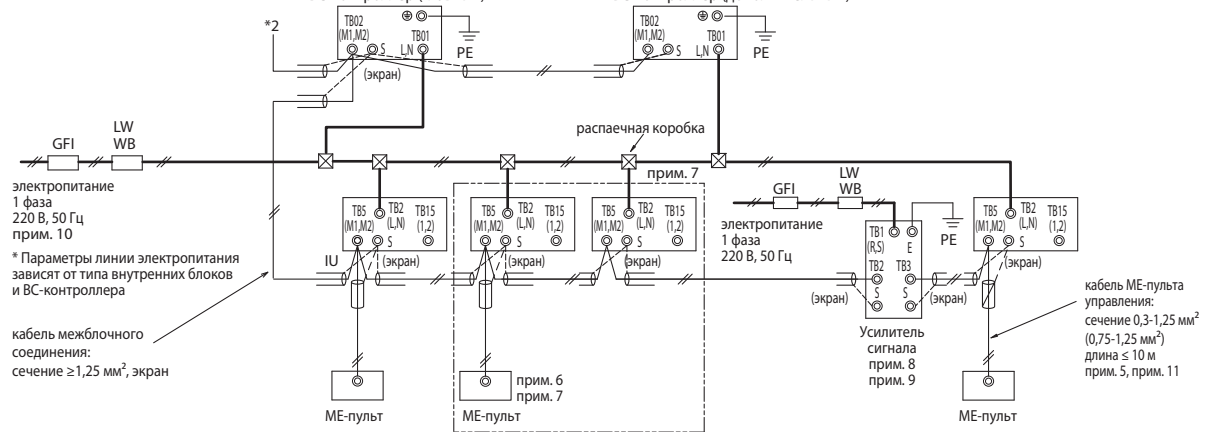 *2
TB02
(M1,M2)
S
TB01
L,N
PE
(экран)
TB02
(M1,M2)
S
TB01
L,N
PE
распаечная коробка
GFI
LW
WB
прим. 7
электропитание
1 фаза
220 В, 50 Гц
прим. 10
* Параметры линии электропитания
зависят от типа внутренних блоков
и BC-контроллера
кабель межблочного
соединения:
сечение ≥1,25 мм², экран
TB5
(M1,M2)
TB2
(L,N)
TB15
(1,2)
S
IU
(экран)
ME-пульт
TB5
(M1,M2)
TB2
(L,N)
TB15
(1,2)
S
(экран)
прим. 6
прим. 7
ME-пульт
TB5
(M1,M2)
TB2
(L,N)
TB15
(1,2)
S
(экран)
GFI
LW
WB
электропитание
1 фаза
220 В, 50 Гц
TB1
(R,S)
E
PE
TB2
TB3
S
S
(экран)
(экран)
Усилитель
сигнала
прим. 8
прим. 9
TB5
(M1,M2)
TB2
(L,N)
TB15
(1,2)
S
(экран)
ME-пульт
кабель ME-пульта
управления:
сечение 0,3-1,25 мм²
(0,75-1,25 мм²)
длина ≤ 10 м
прим. 5, прим. 11